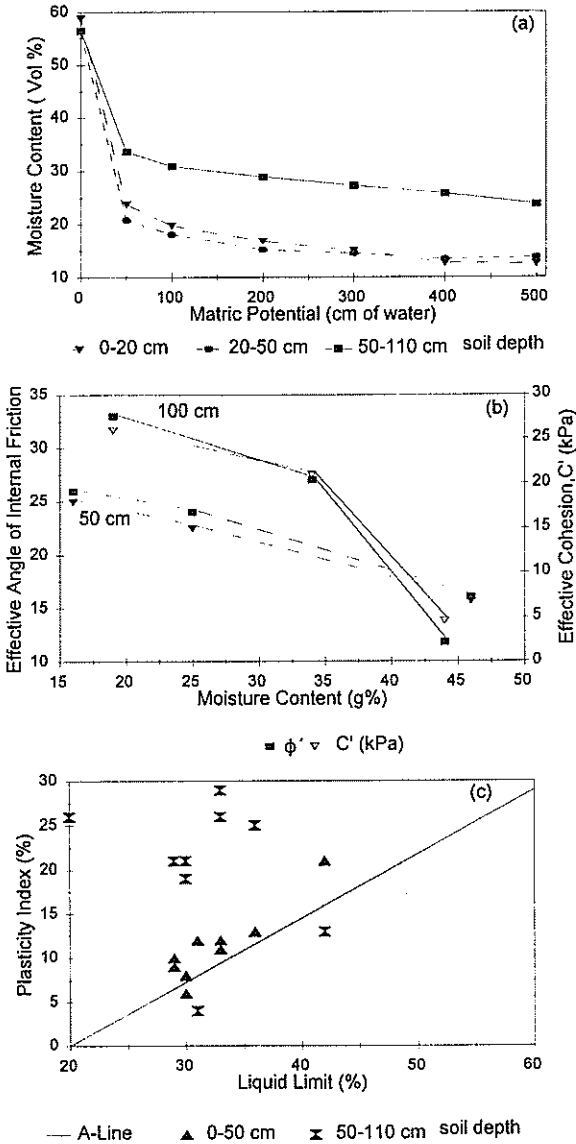 (a)
60
50
40
30
20
10
Moisture Content ( Vol %)
0 100 200 300 400 500
Matric Potential (cm of water)
0-20 cm 20-50 cm 50-110 cm soil depth
(b)
100 cm
50 cm
35
30
25
20
15
10
Effective Angle of Internal Friction
30
25
20
15
10
5
0
Effective Cohesion,C' (kPa)
15 20 25 30 35 40 45 50
Moisture Content (g%)
ϕ´ C' (kPa)
(c)
30
25
20
15
10
5
0
Plasticity Index (%)
20 30 40 50 60
Liquid Limit (%)
A-Line 0-50 cm 50-110 cm soil depth